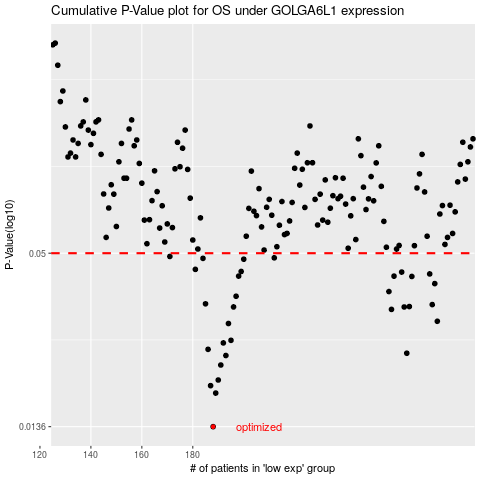 Cumulative P-Value plot for OS under GOLGA6L1 expression
P-Value(log10)
0.05
0.0136
optimized
120 140 160 180
# of patients in 'low exp' group